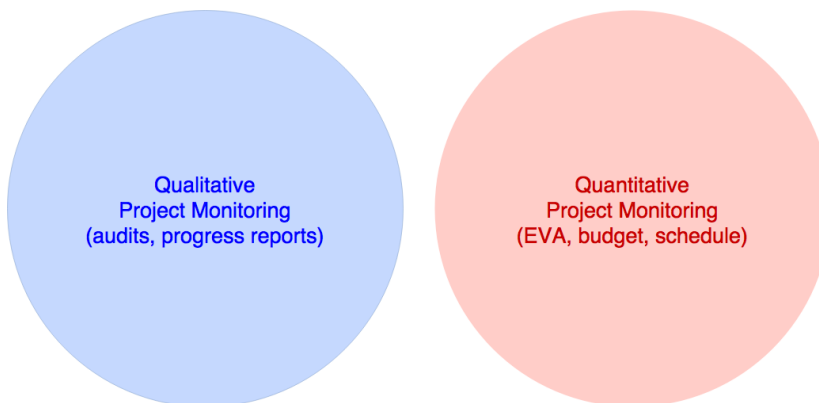 Qualitative
Project Monitoring
(audits, progress reports)
Quantitative
Project Monitoring
(EVA, budget, schedule)